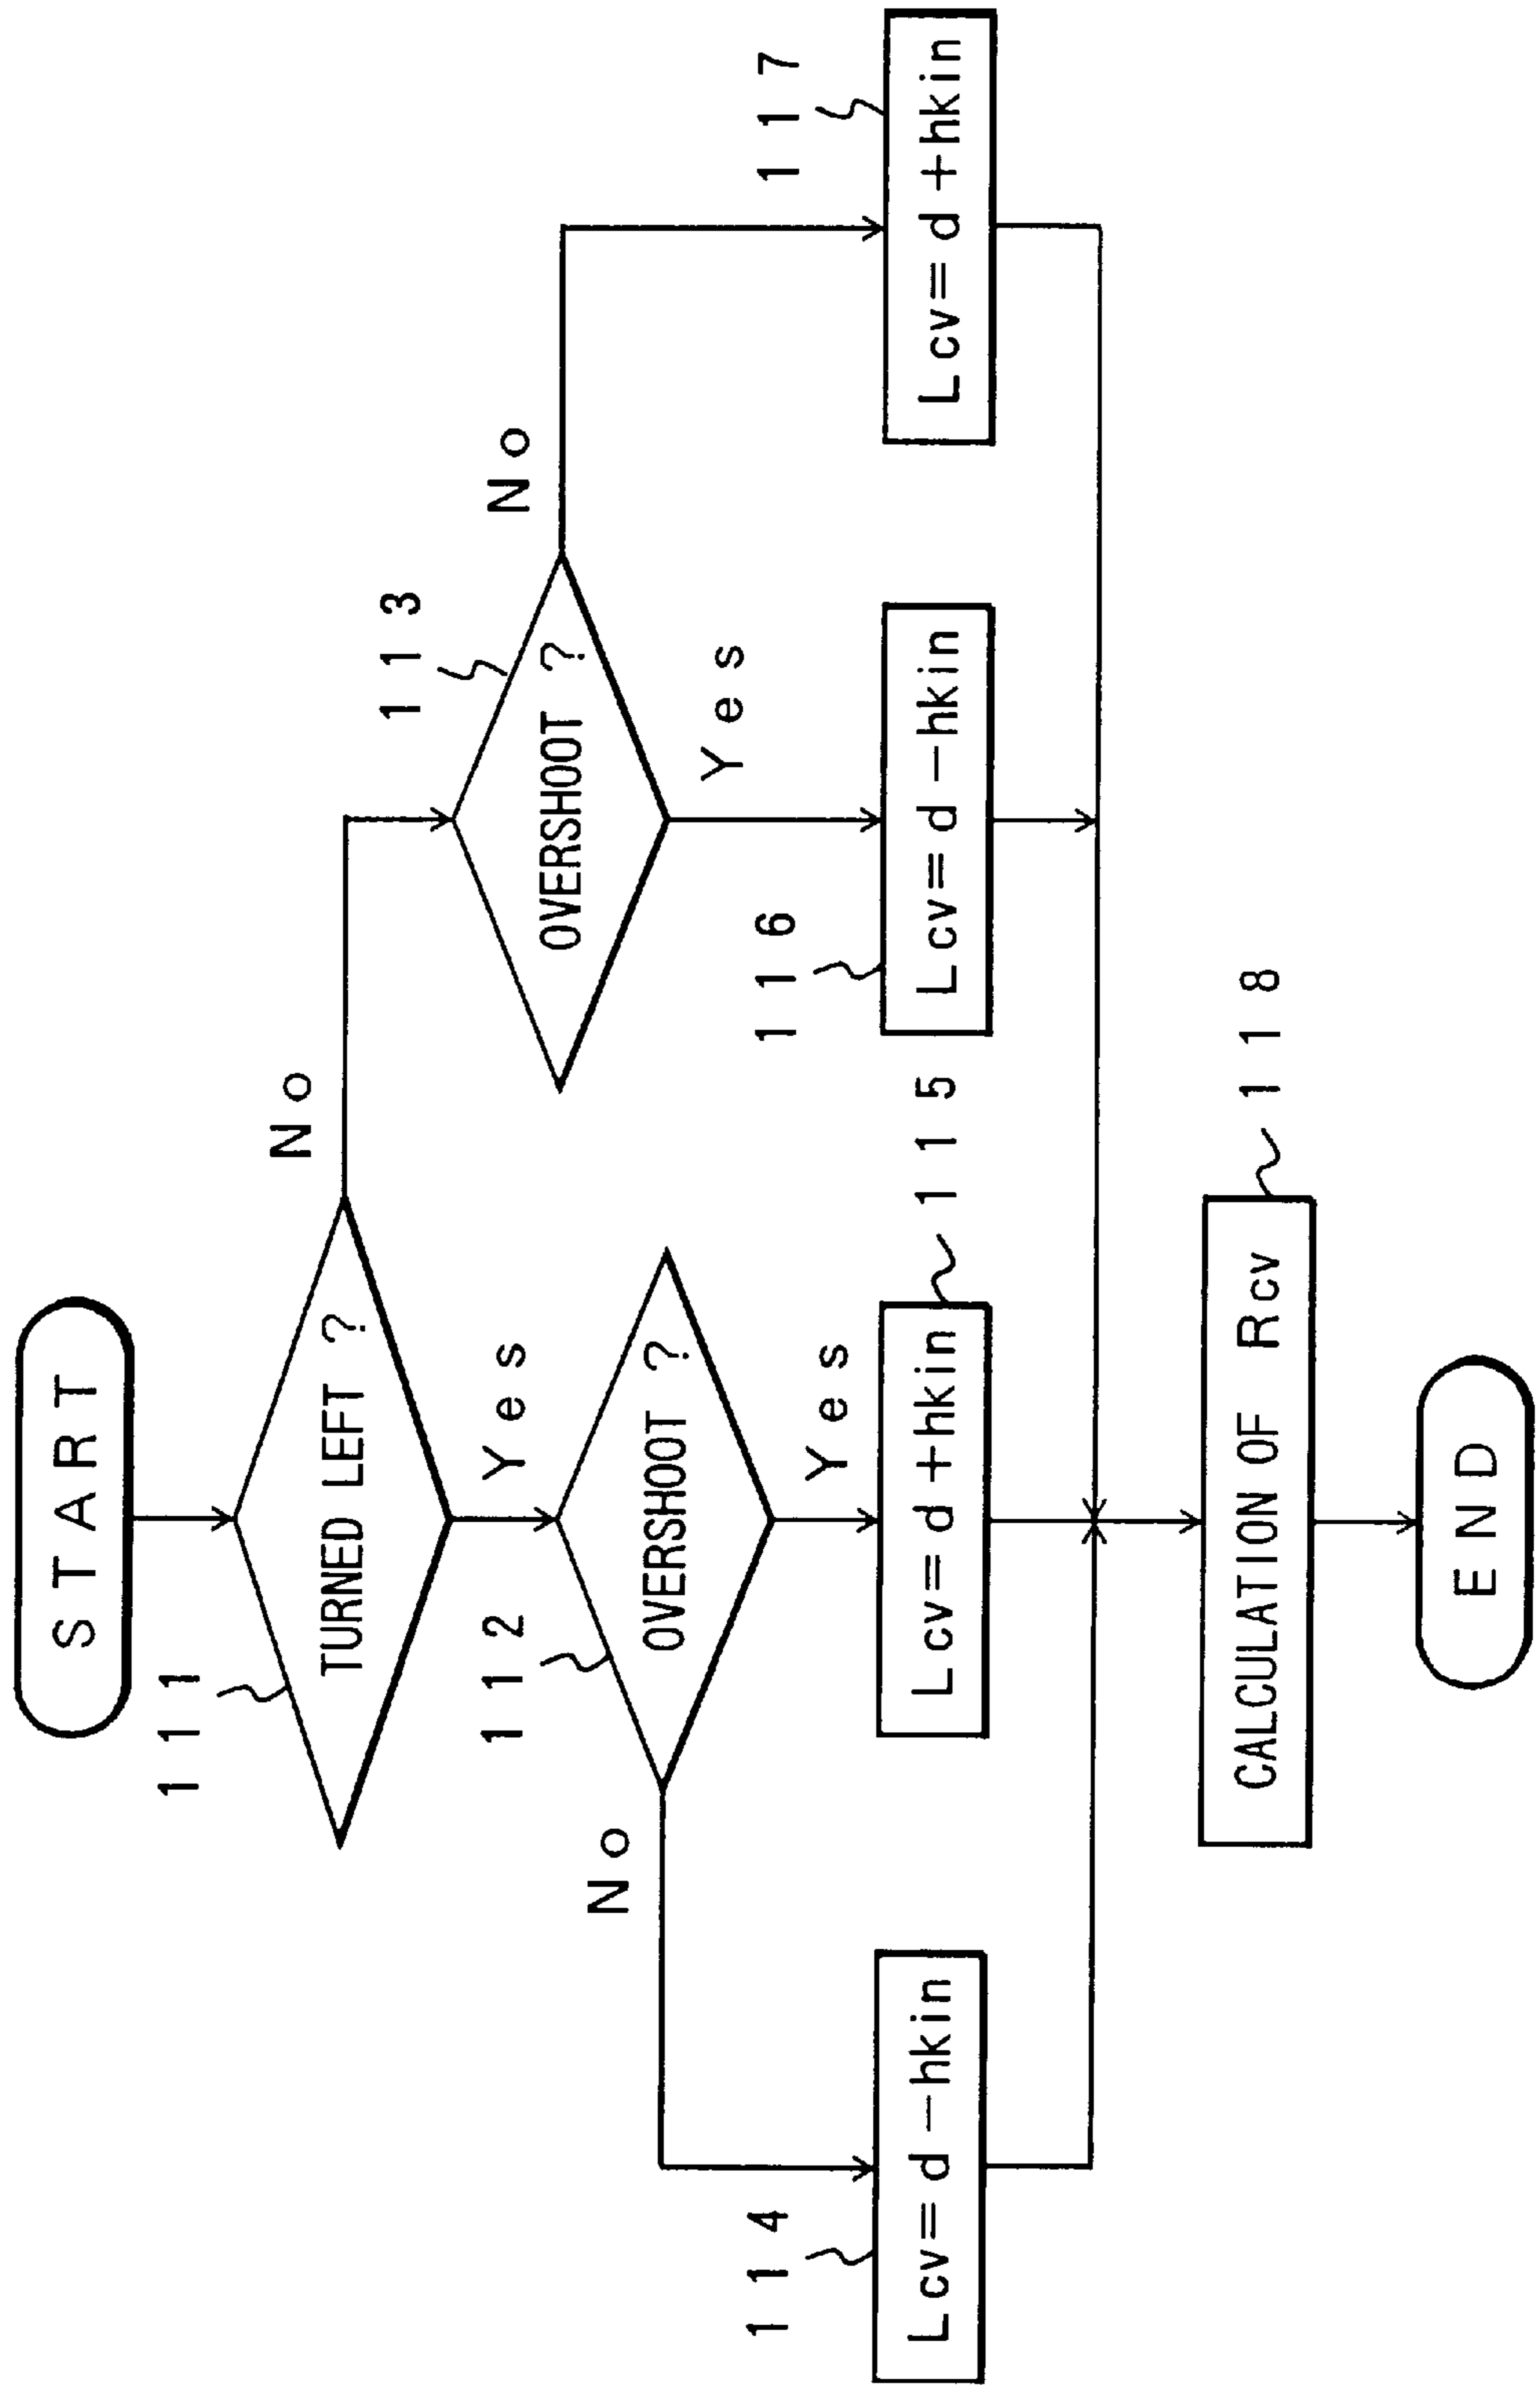 START
111
TURNED LEFT ?
No
Yes
112
OVERSHOOT ?
No
Yes
113
OVERSHOOT ?
No
Yes
114
Lcv=d-hkin
115
Lcv=d+hkin
116
Lcv=d-hkin
117
Lcv=d+hkin
118
CALCULATION OF Rcv
END